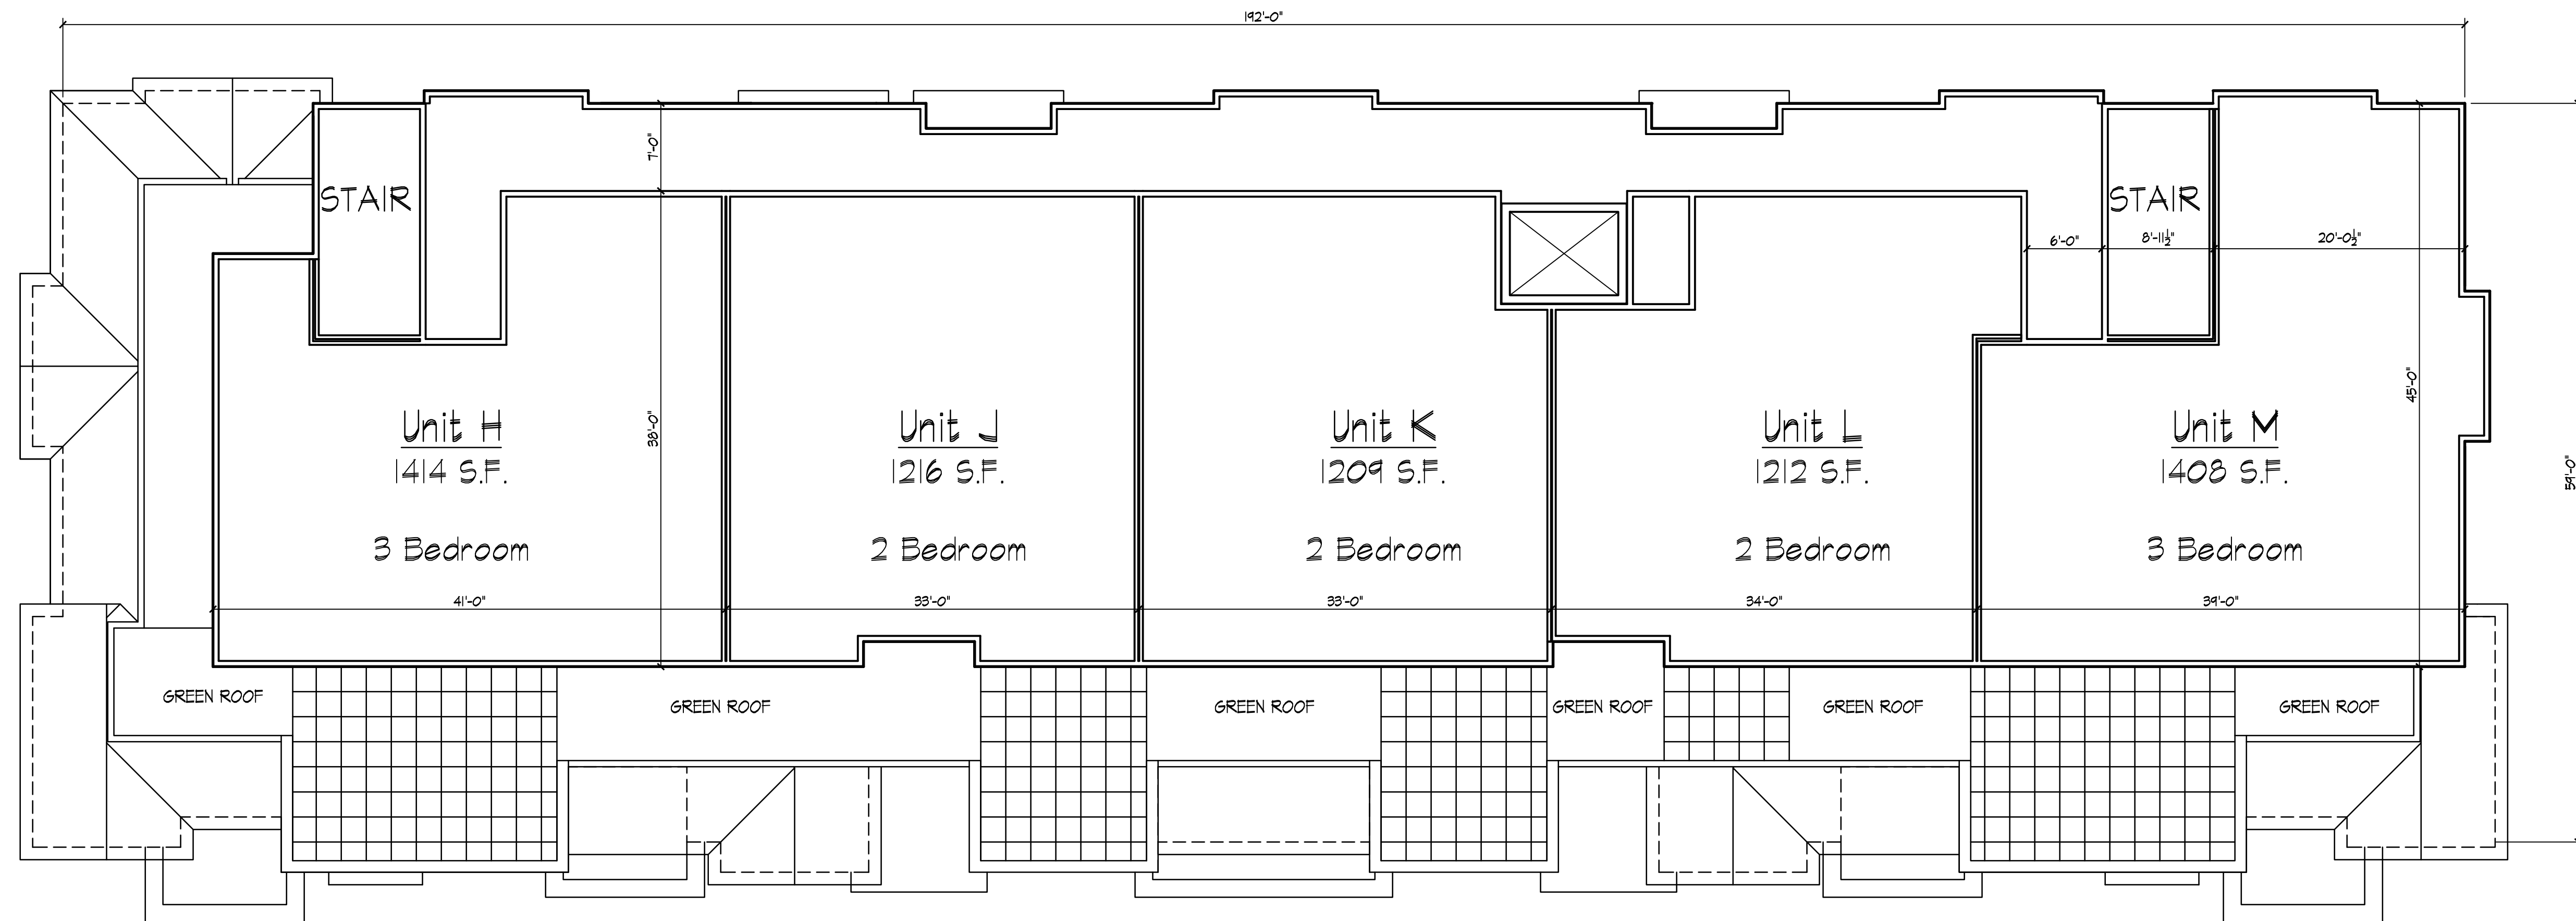 192'-0"
7'-0"
STAIR
STAIR
6'-0"
8'-11½"
20'-0½"
Unit H
1414 S.F.
3 Bedroom
38'-0"
Unit J
1216 S.F.
2 Bedroom
Unit K
1209 S.F.
2 Bedroom
Unit L
1212 S.F.
2 Bedroom
Unit M
1408 S.F.
3 Bedroom
45'-0"
59'-0"
41'-0"
33'-0"
33'-0"
34'-0"
39'-0"
GREEN ROOF
GREEN ROOF
GREEN ROOF
GREEN ROOF
GREEN ROOF
GREEN ROOF